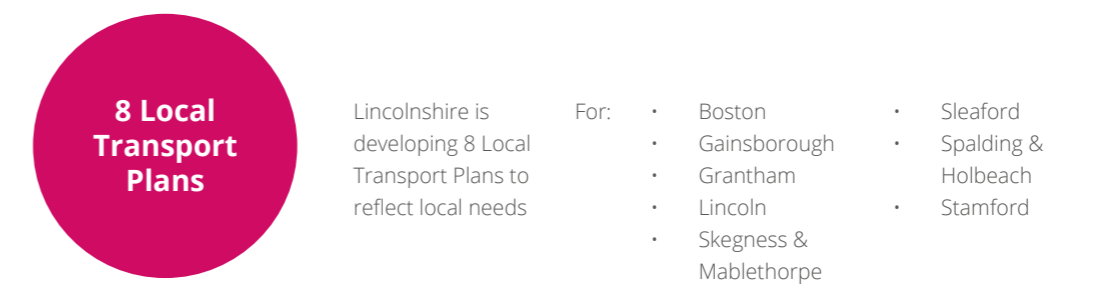 8 Local
Transport
Plans
Lincolnshire is
developing 8 Local
Transport Plans to
reflect local needs
For:
• Boston
• Gainsborough
• Grantham
• Lincoln
• Skegness &
Mablethorpe
• Sleaford
• Spalding &
Holbeach
• Stamford